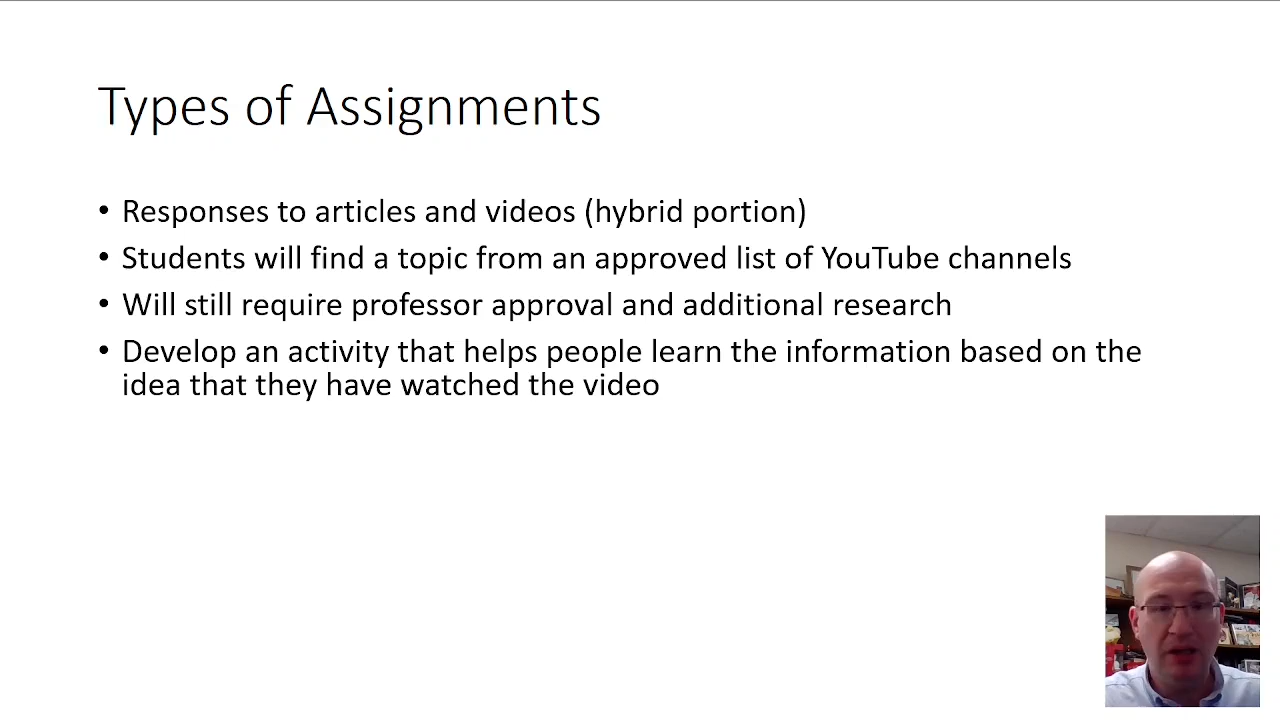 Types of Assignments
• Responses to articles and videos (hybrid portion)
• Students will find a topic from an approved list of YouTube channels
• Will still require professor approval and additional research
• Develop an activity that helps people learn the information based on the
idea that they have watched the video